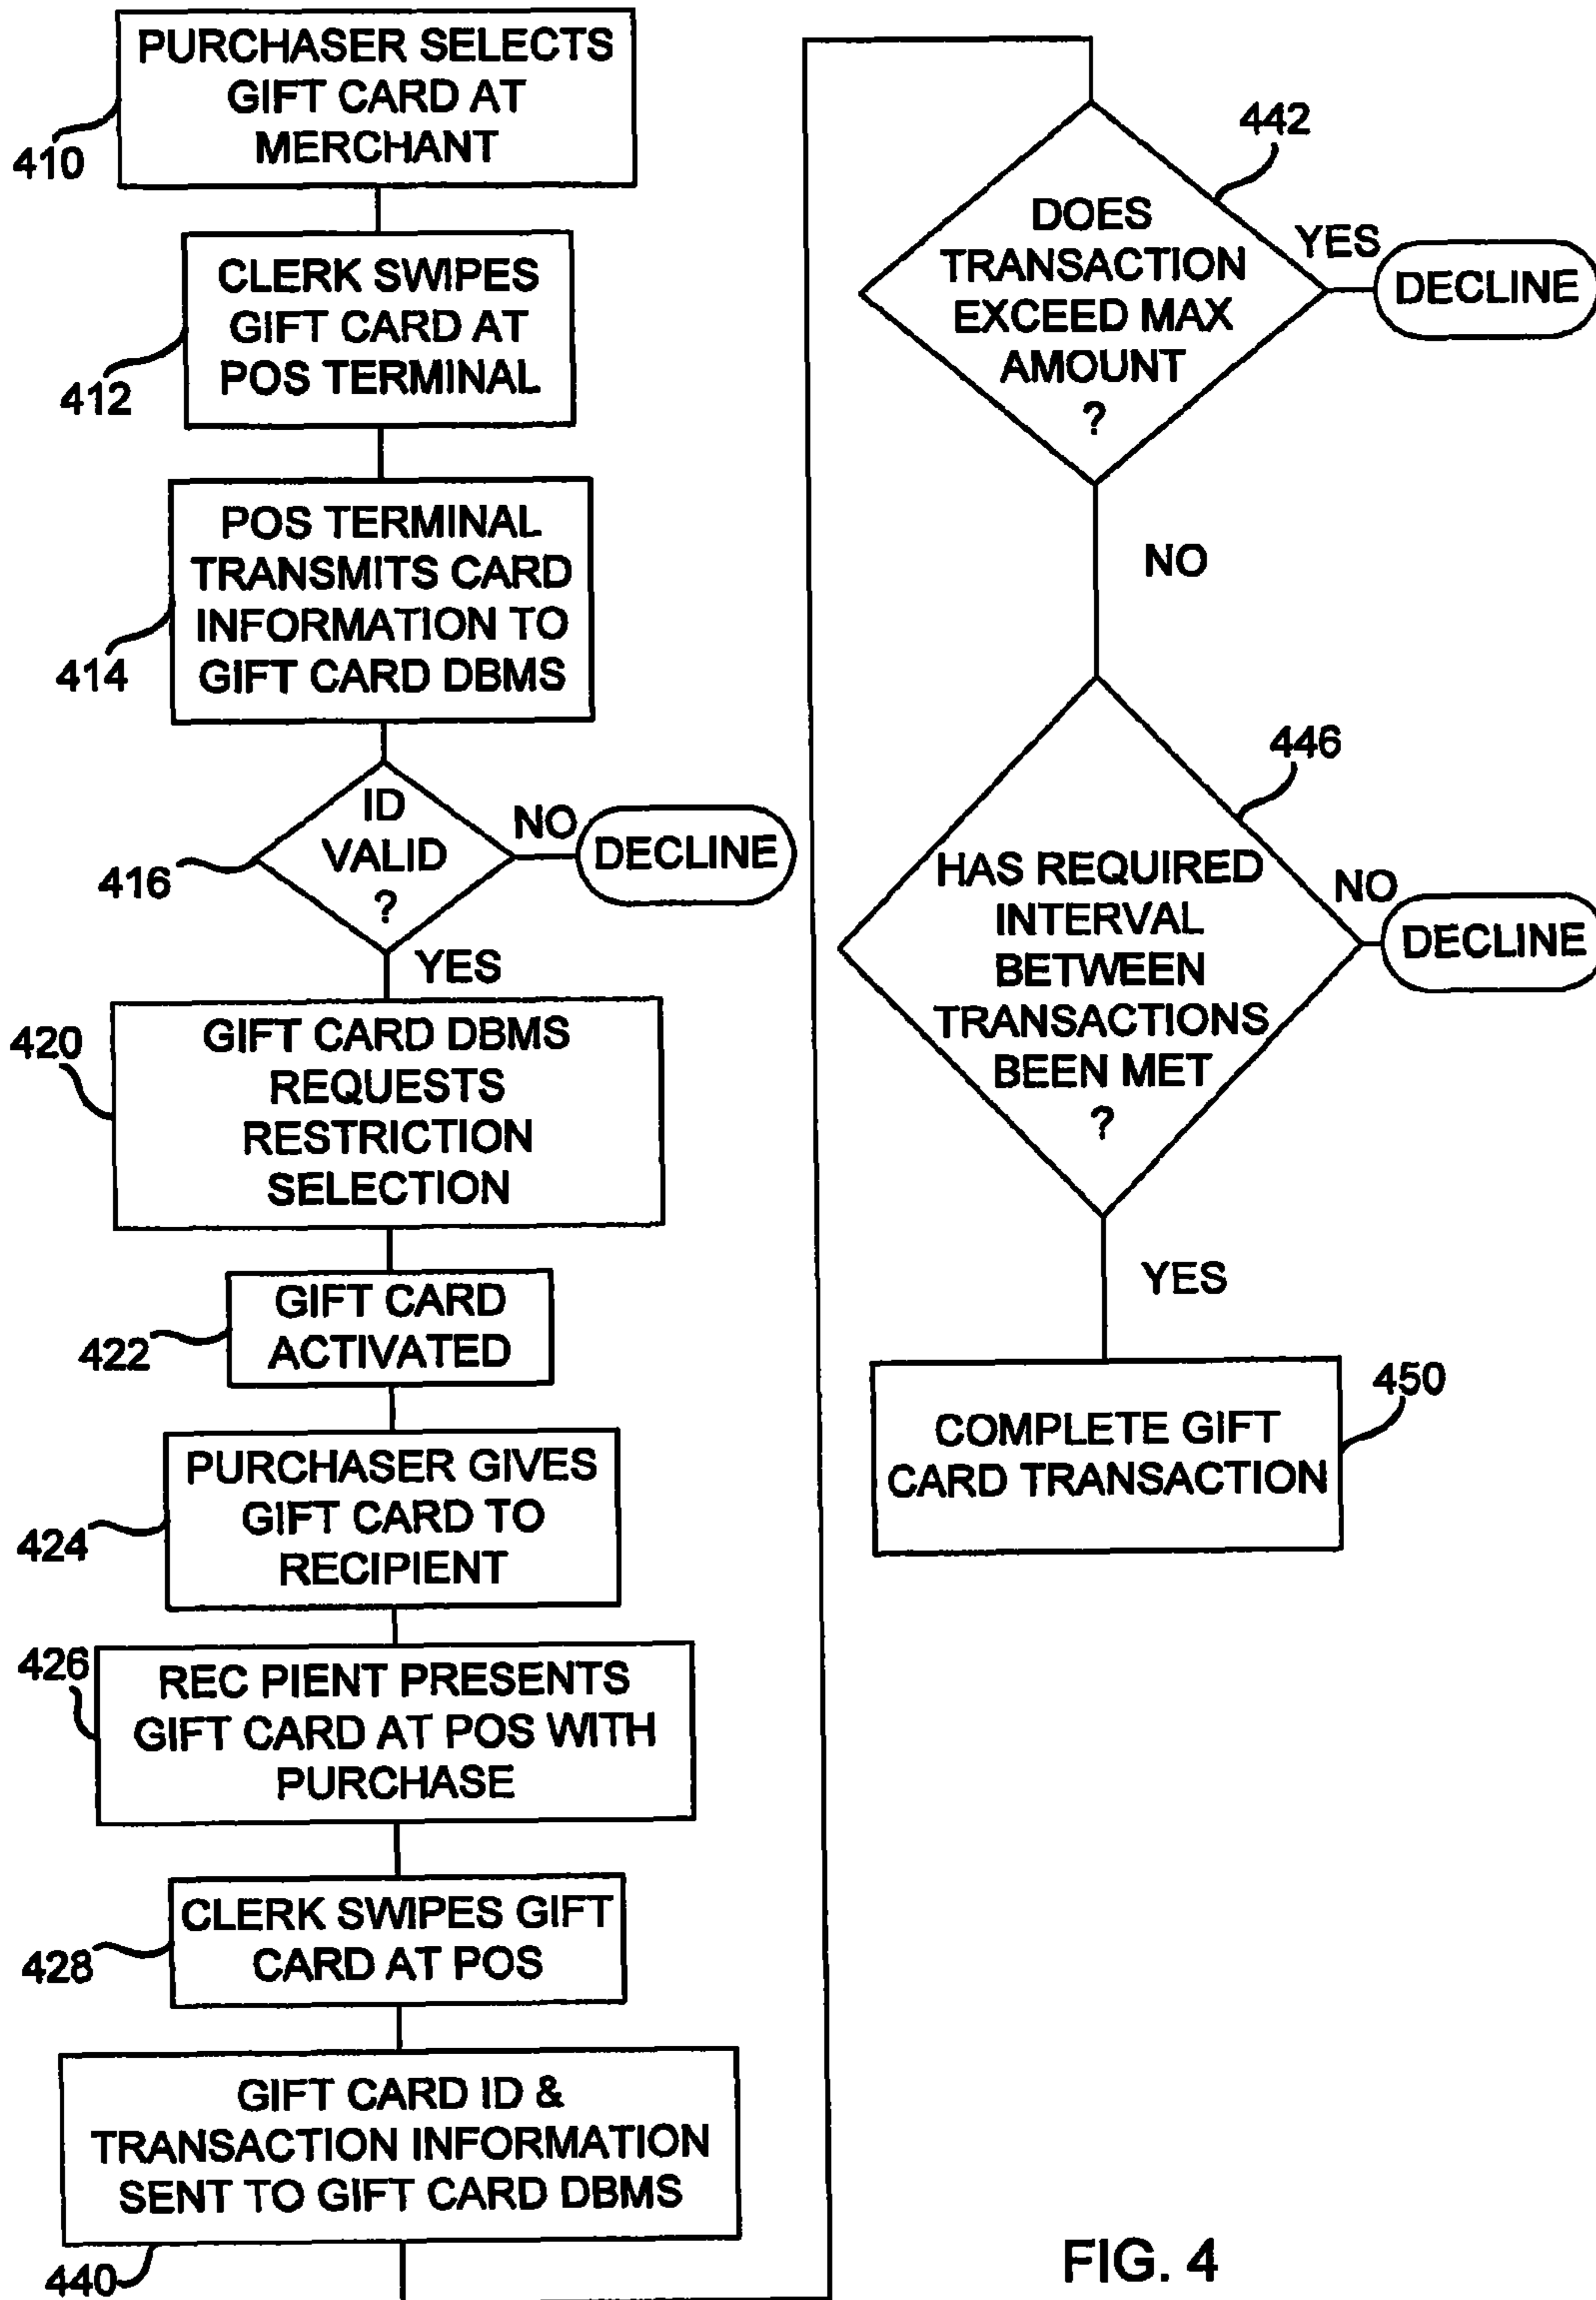 PURCHASER SELECTS
GIFT CARD AT
MERCHANT
410
CLERK SWIPES
GIFT CARD AT
POS TERMINAL
412
POS TERMINAL
TRANSMITS CARD
INFORMATION TO
GIFT CARD DBMS
414
ID
VALID
?
416
NO
DECLINE
YES
GIFT CARD DBMS
REQUESTS
RESTRICTION
SELECTION
420
GIFT CARD
ACTIVATED
422
PURCHASER GIVES
GIFT CARD TO
RECIPIENT
424
REC PIENT PRESENTS
GIFT CARD AT POS WITH
PURCHASE
426
CLERK SWIPES GIFT
CARD AT POS
428
GIFT CARD ID &
TRANSACTION INFORMATION
SENT TO GIFT CARD DBMS
440
442
DOES
TRANSACTION
EXCEED MAX
AMOUNT
?
YES
DECLINE
NO
446
HAS REQUIRED
INTERVAL
BETWEEN
TRANSACTIONS
BEEN MET
?
NO
DECLINE
YES
450
COMPLETE GIFT
CARD TRANSACTION
FIG. 4